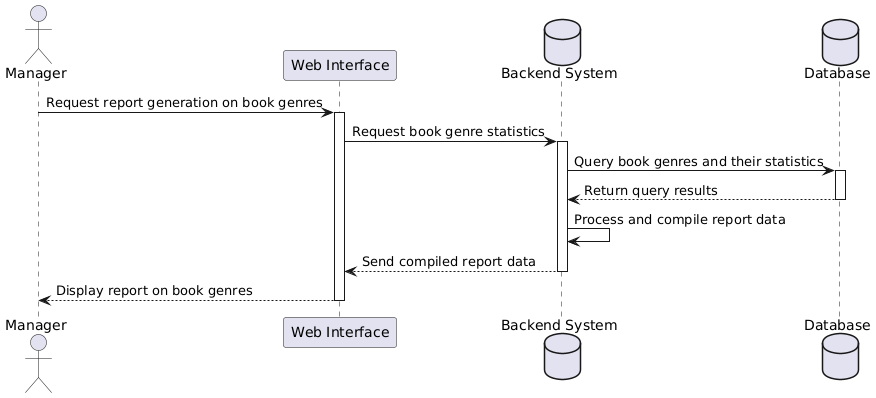 Manager
Web Interface
Backend System
Database
Request report generation on book genres
Request book genre statistics
Query book genres and their statistics
Return query results
Process and compile report data
Send compiled report data
Display report on book genres
Manager
Web Interface
Backend System
Database